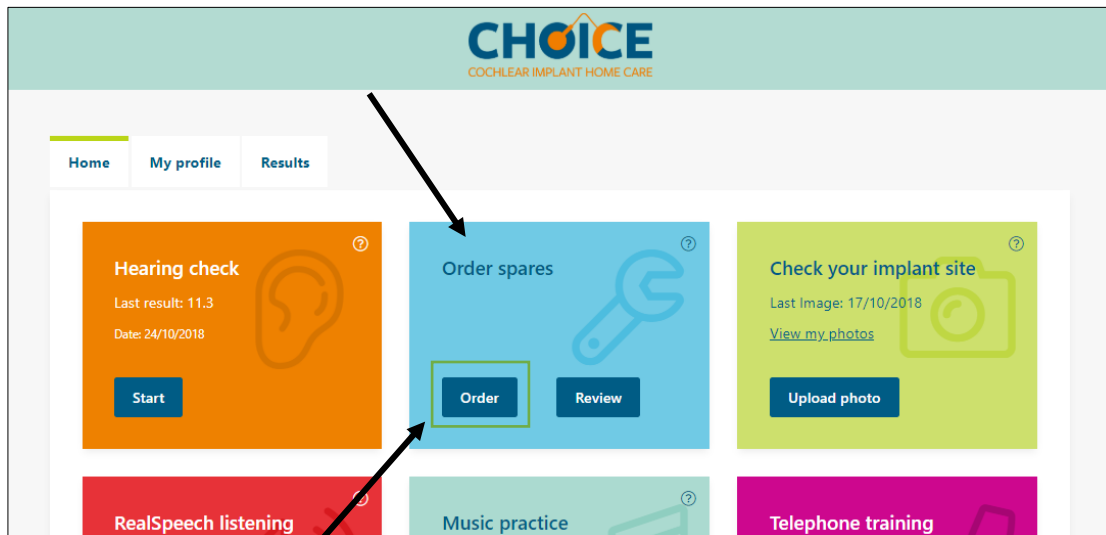 CHOICE
COCHLEAR IMPLANT HOME CARE
Home My profile Results
Hearing check
Last result: 11.3
Date: 24/10/2018
Start
Order spares
Order Review
Check your implant site
Last Image: 17/10/2018
View my photos
Upload photo
RealSpeech listening
Music practice
Telephone training